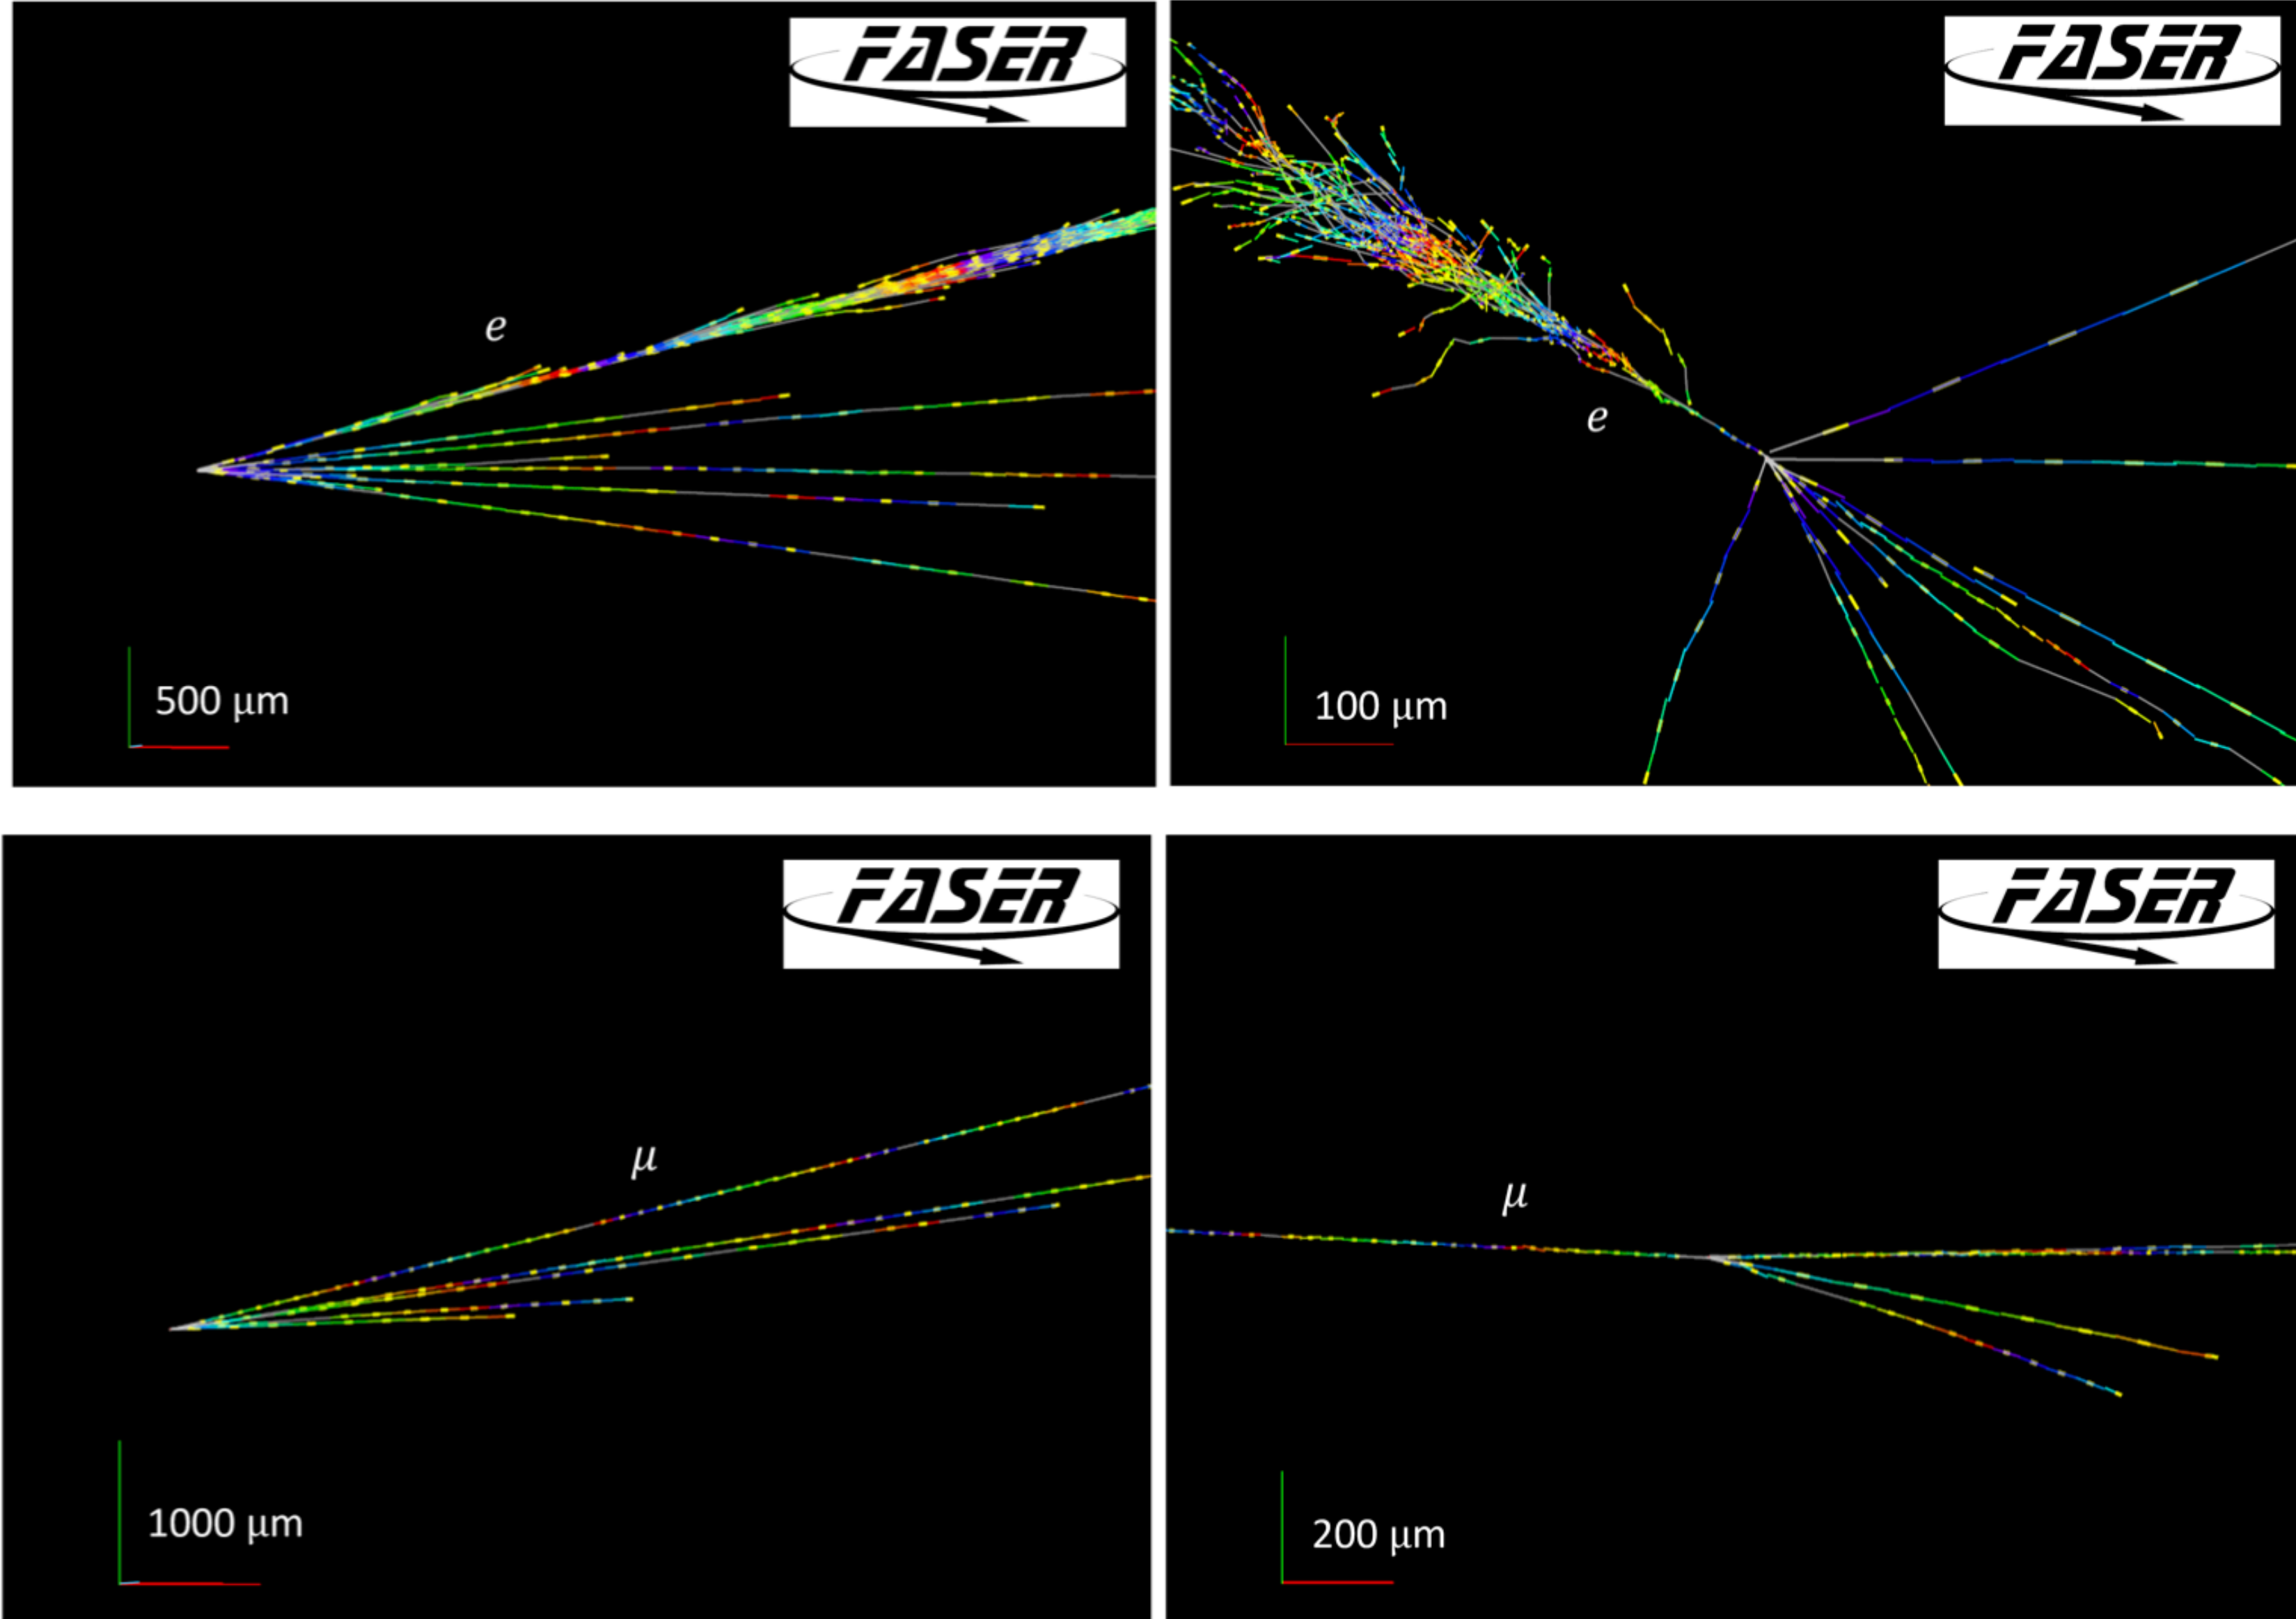 FASER
e
500 μm
FASER
e
100 μm
FASER
μ
1000 μm
FASER
μ
200 μm